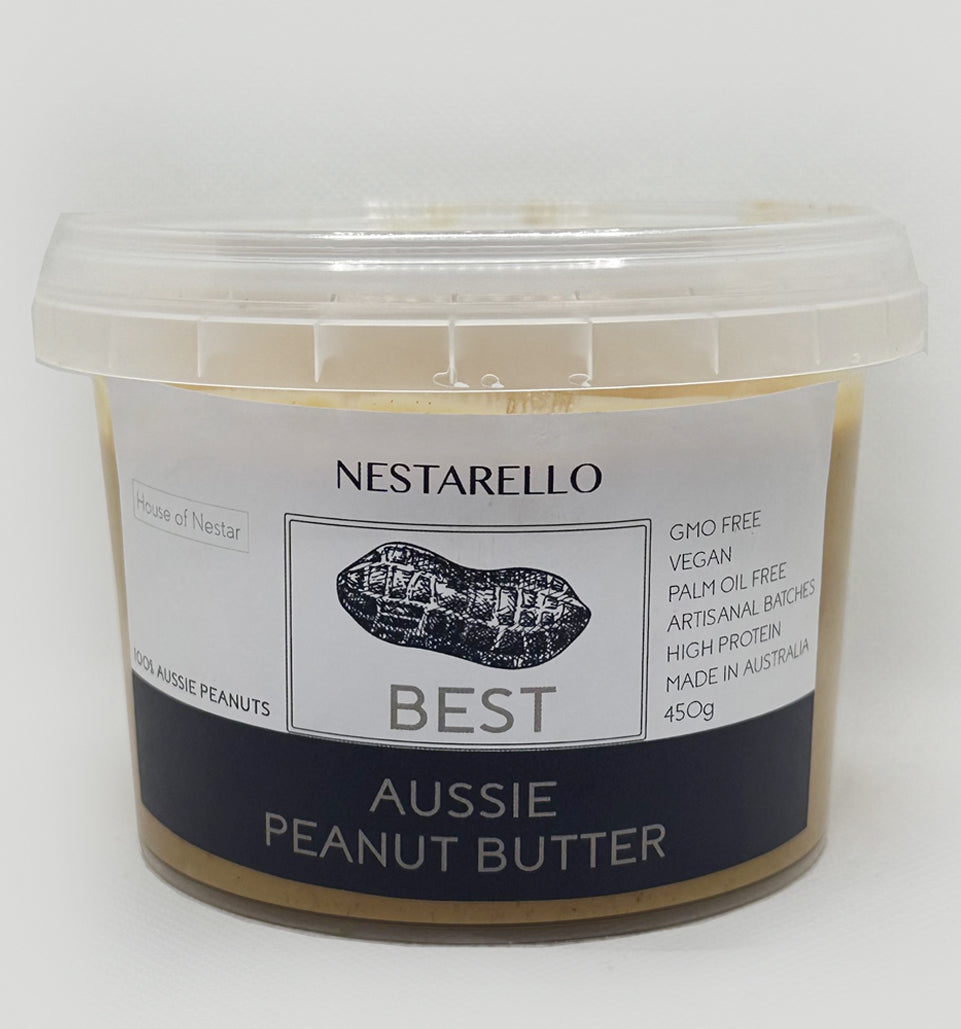 NESTARELLO
House of Nestar
100% AUSSIE PEANUTS
BEST
GMO FREE
VEGAN
PALM OIL FREE
ARTISANAL BATCHES
HIGH PROTEIN
MADE IN AUSTRALIA
450g
AUSSIE
PEANUT BUTTER